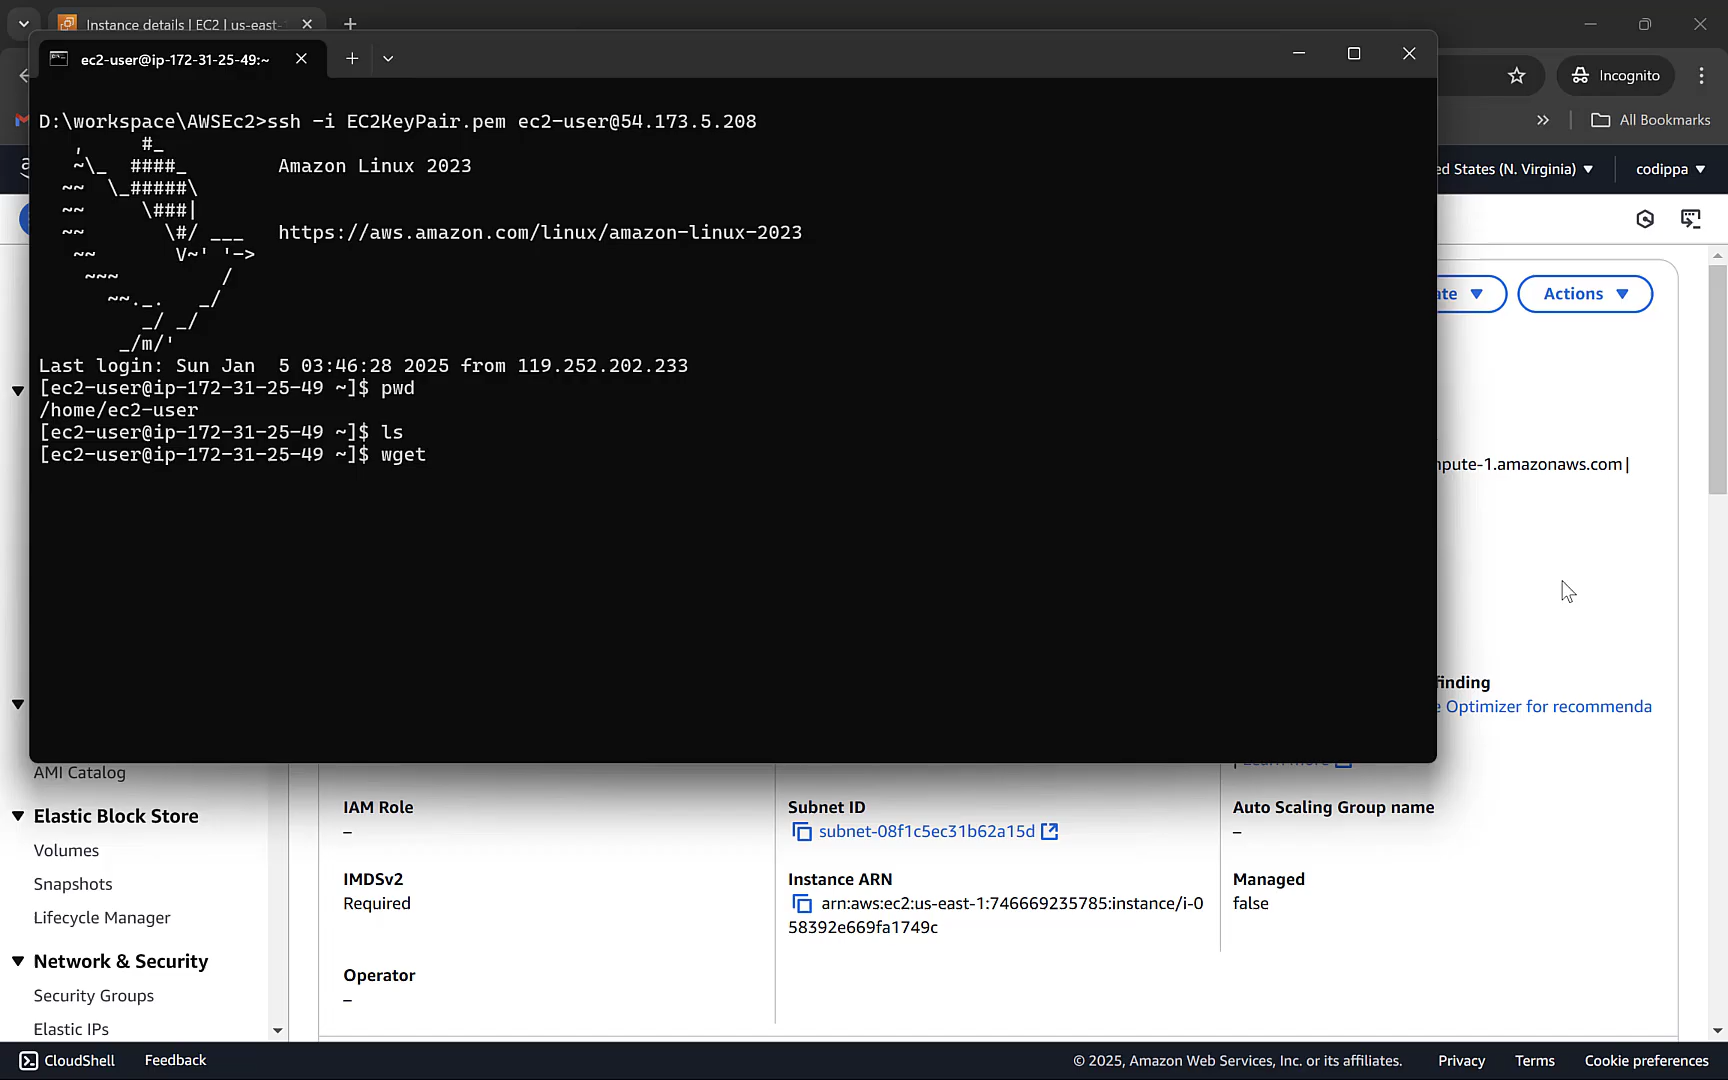 Instance details | EC2 | us-east-
ec2-user@ip-172-31-25-49:~
Incognito
All Bookmarks
D:\workspace\AWSEc2>ssh -i EC2KeyPair.pem ec2-user@54.173.5.208
   ,     #_
   ~\_  ####_        Amazon Linux 2023
  ~~  \_#####\
  ~~     \###|
  ~~       \#/ ___   https://aws.amazon.com/linux/amazon-linux-2023
   ~~       V~' '->
    ~~~         /
      ~~._.   _/
         _/ _/
       _/m/'
Last login: Sun Jan  5 03:46:28 2025 from 119.252.202.233
[ec2-user@ip-172-31-25-49 ~]$ pwd
/home/ec2-user
[ec2-user@ip-172-31-25-49 ~]$ ls
[ec2-user@ip-172-31-25-49 ~]$ wget
ed States (N. Virginia)
codippa
ate
Actions
npute-1.amazonaws.com |
finding
e Optimizer for recommenda
| Learn more
AMI Catalog
Elastic Block Store
Volumes
Snapshots
Lifecycle Manager
Network & Security
Security Groups
Elastic IPs
IAM Role
–
Subnet ID
subnet-08f1c5ec31b62a15d
Auto Scaling Group name
–
IMDSv2
Required
Instance ARN
arn:aws:ec2:us-east-1:746669235785:instance/i-0
58392e669fa1749c
Managed
false
Operator
–
CloudShell
Feedback
© 2025, Amazon Web Services, Inc. or its affiliates.
Privacy
Terms
Cookie preferences